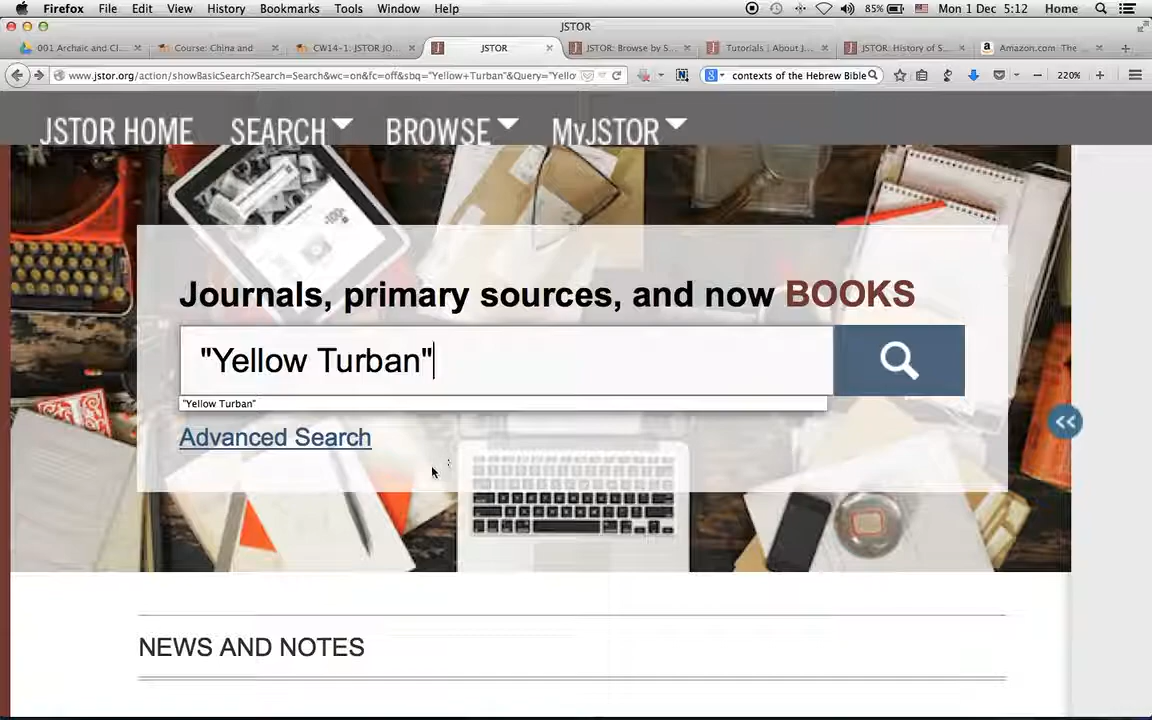 Firefox File Edit View History Bookmarks Tools Window Help 85% Mon 1 Dec 5:12 Home
JSTOR
001 Archaic and Cl... Course: China and CW14-1: JSTOR JO... JSTOR JSTOR: Browse by S... Tutorials | About J... JSTOR: History of S... Amazon.com: The ...
www.jstor.org/action/showBasicSearch?Search=Search&wc=on&fc=off&sbq="Yellow+Turban"&Query="Yello contexts of the Hebrew Bible 220%
JSTOR HOME SEARCH BROWSE MyJSTOR
Journals, primary sources, and now BOOKS
"Yellow Turban"
"Yellow Turban"
Advanced Search
NEWS AND NOTES